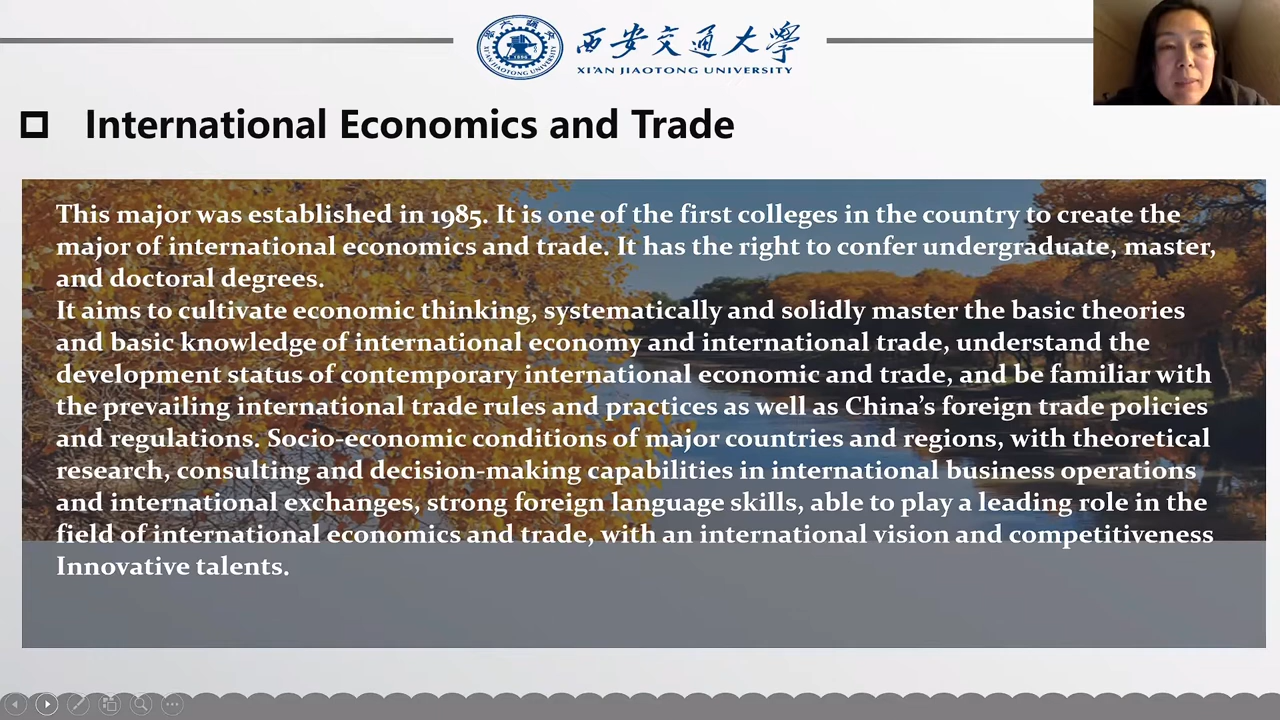 西安交通大学
XI'AN JIAOTONG UNIVERSITY
International Economics and Trade
This major was established in 1985. It is one of the first colleges in the country to create the
major of international economics and trade. It has the right to confer undergraduate, master,
and doctoral degrees.
It aims to cultivate economic thinking, systematically and solidly master the basic theories
and basic knowledge of international economy and international trade, understand the
development status of contemporary international economic and trade, and be familiar with
the prevailing international trade rules and practices as well as China's foreign trade policies
and regulations. Socio-economic conditions of major countries and regions, with theoretical
research, consulting and decision-making capabilities in international business operations
and international exchanges, strong foreign language skills, able to play a leading role in the
field of international economics and trade, with an international vision and competitiveness
Innovative talents.